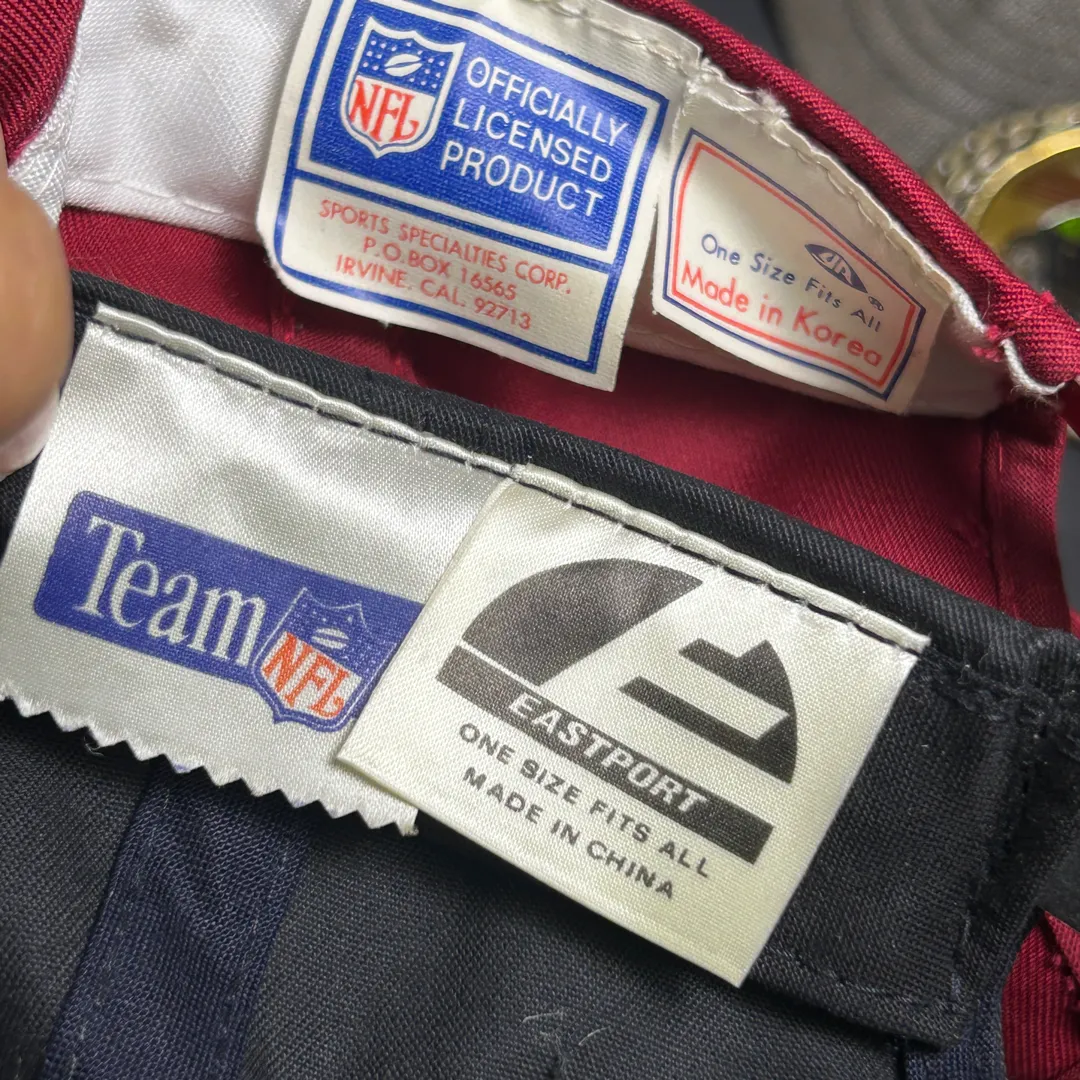 NFL
OFFICIALLY
LICENSED
PRODUCT
SPORTS SPECIALTIES CORP.
P.O. BOX 16565
IRVINE, CAL. 92713
One Size Fits All
Made in Korea
Team NFL
EASTPORT
ONE SIZE FITS ALL
MADE IN CHINA